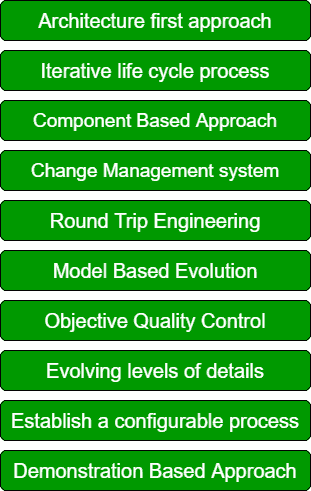 Architecture first approach
Iterative life cycle process
Component Based Approach
Change Management system
Round Trip Engineering
Model Based Evolution
Objective Quality Control
Evolving levels of details
Establish a configurable process
Demonstration Based Approach